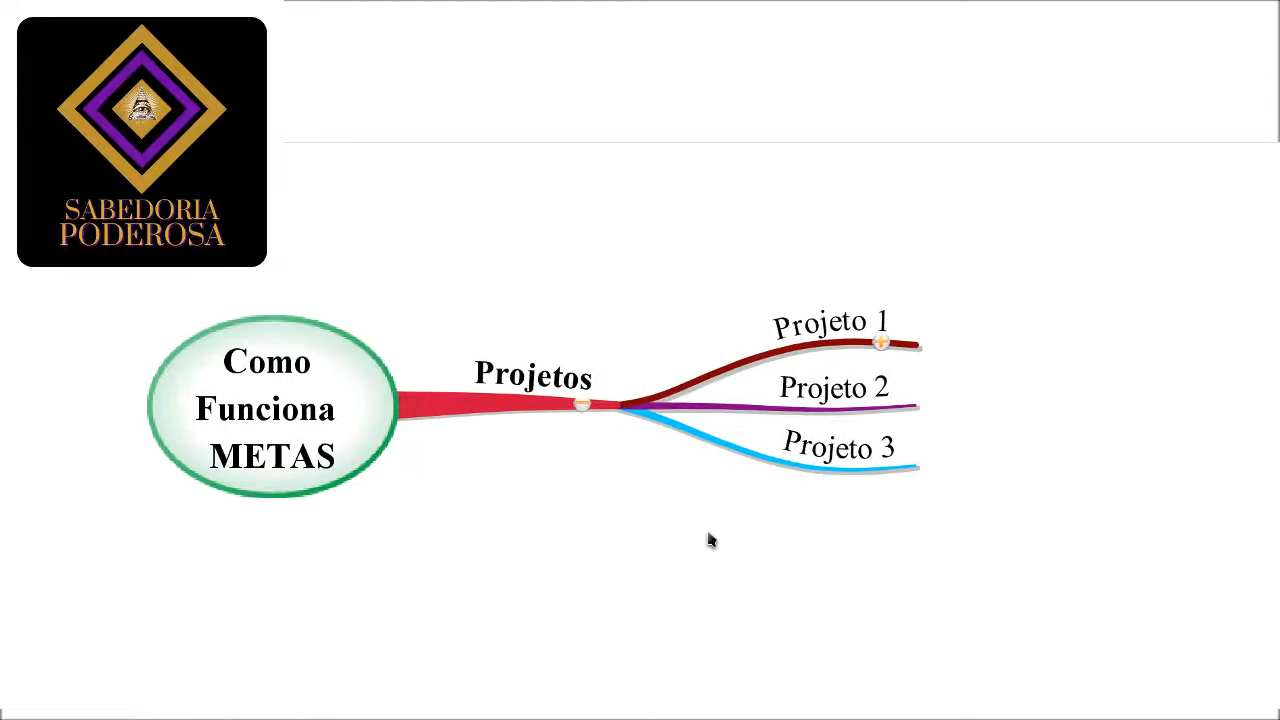 SABEDORIA
PODEROSA
Como
Funciona
METAS
Projetos
Projeto 1
Projeto 2
Projeto 3